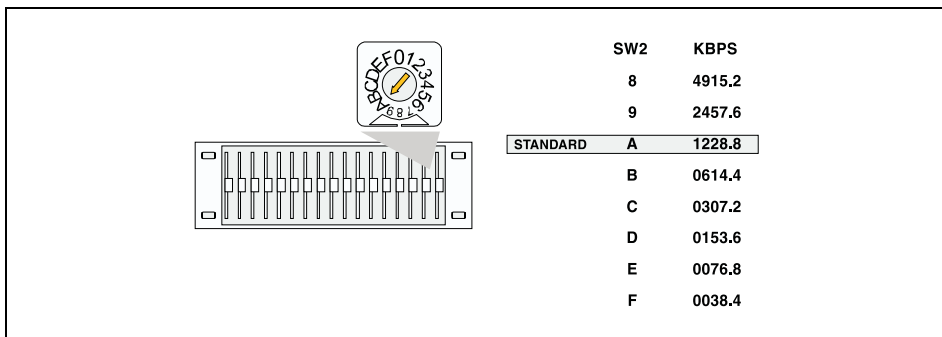 0123456789ABCDEF
SW2 KBPS
8 4915.2
9 2457.6
STANDARD A 1228.8
B 0614.4
C 0307.2
D 0153.6
E 0076.8
F 0038.4